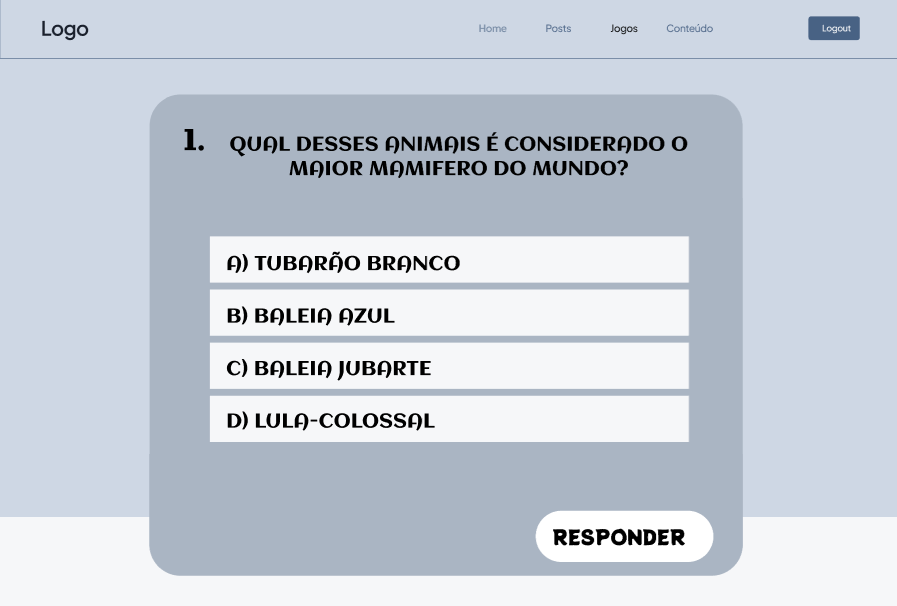 Logo
Home Posts Jogos Conteúdo Logout
1. QUAL DESSES ANIMAIS É CONSIDERADO O
MAIOR MAMIFERO DO MUNDO?
A) TUBARÃO BRANCO
B) BALEIA AZUL
C) BALEIA JUBARTE
D) LULA-COLOSSAL
RESPONDER